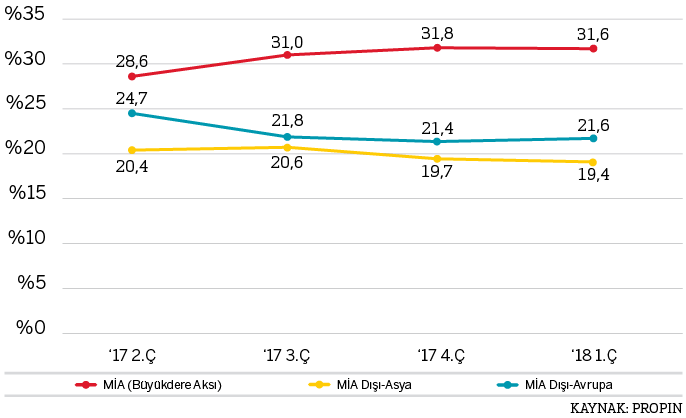 %35
%30
%25
%20
%15
%10
%5
%0
28,6
31,0
31,8
31,6
24,7
21,8
21,4
21,6
20,4
20,6
19,7
19,4
‘17 2.Ç
‘17 3.Ç
‘17 4.Ç
‘18 1.Ç
MİA (Büyükdere Aksı)
MİA Dışı-Asya
MİA Dışı-Avrupa
KAYNAK: PROPIN